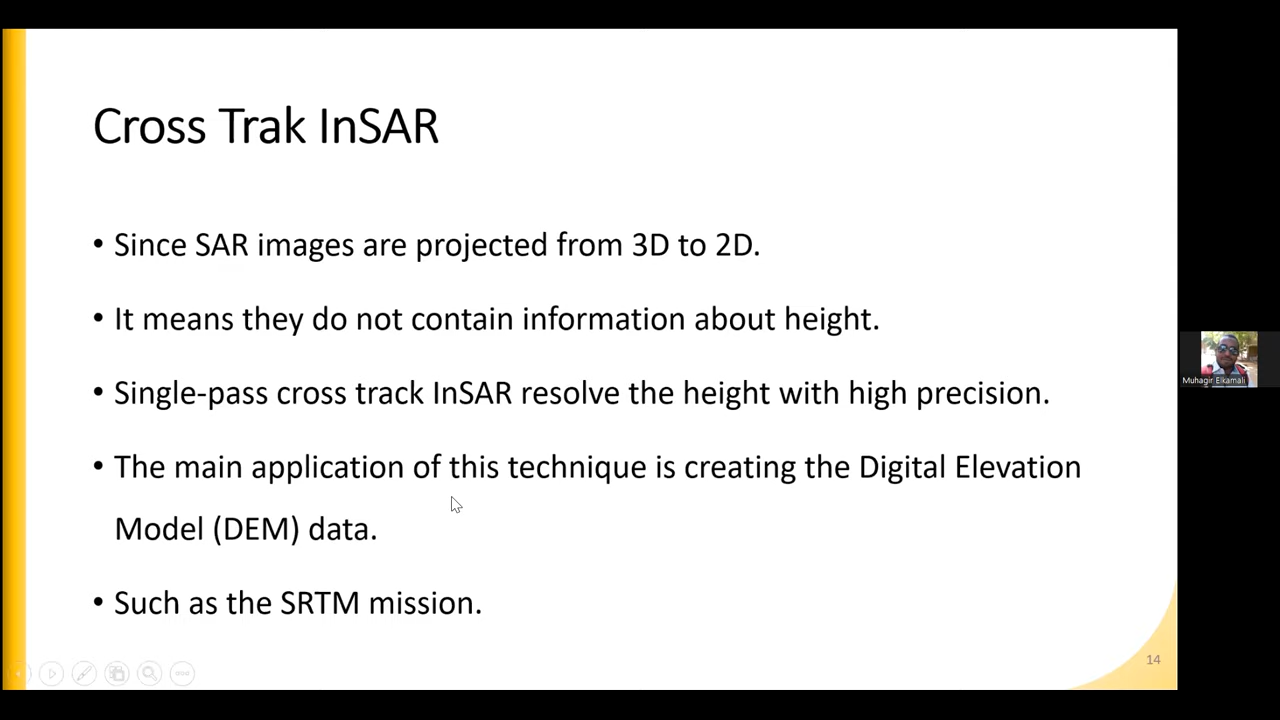 Cross Trak InSAR
• Since SAR images are projected from 3D to 2D.
• It means they do not contain information about height.
• Single-pass cross track InSAR resolve the height with high precision.
• The main application of this technique is creating the Digital Elevation
Model (DEM) data.
• Such as the SRTM mission.
14
Muhagir Elkamali